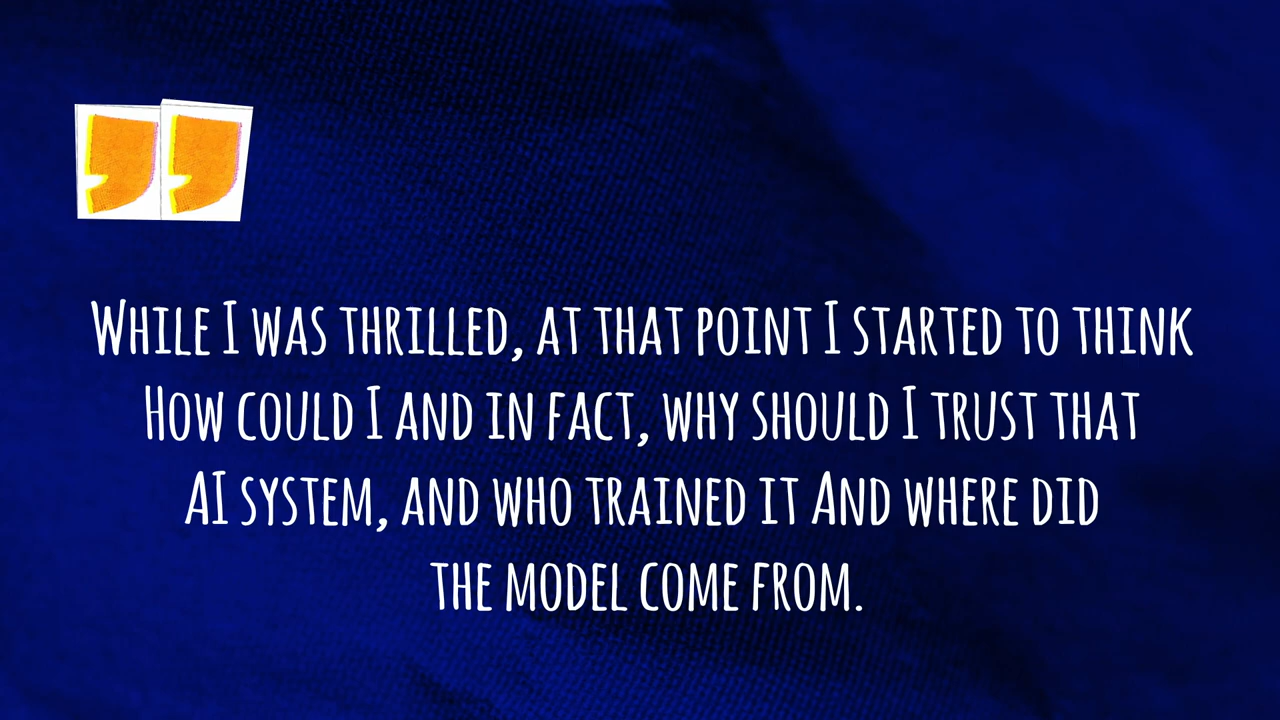 While I was thrilled, at that point I started to think
How could I and in fact, why should I trust that
AI system, and who trained it And where did
the model come from.